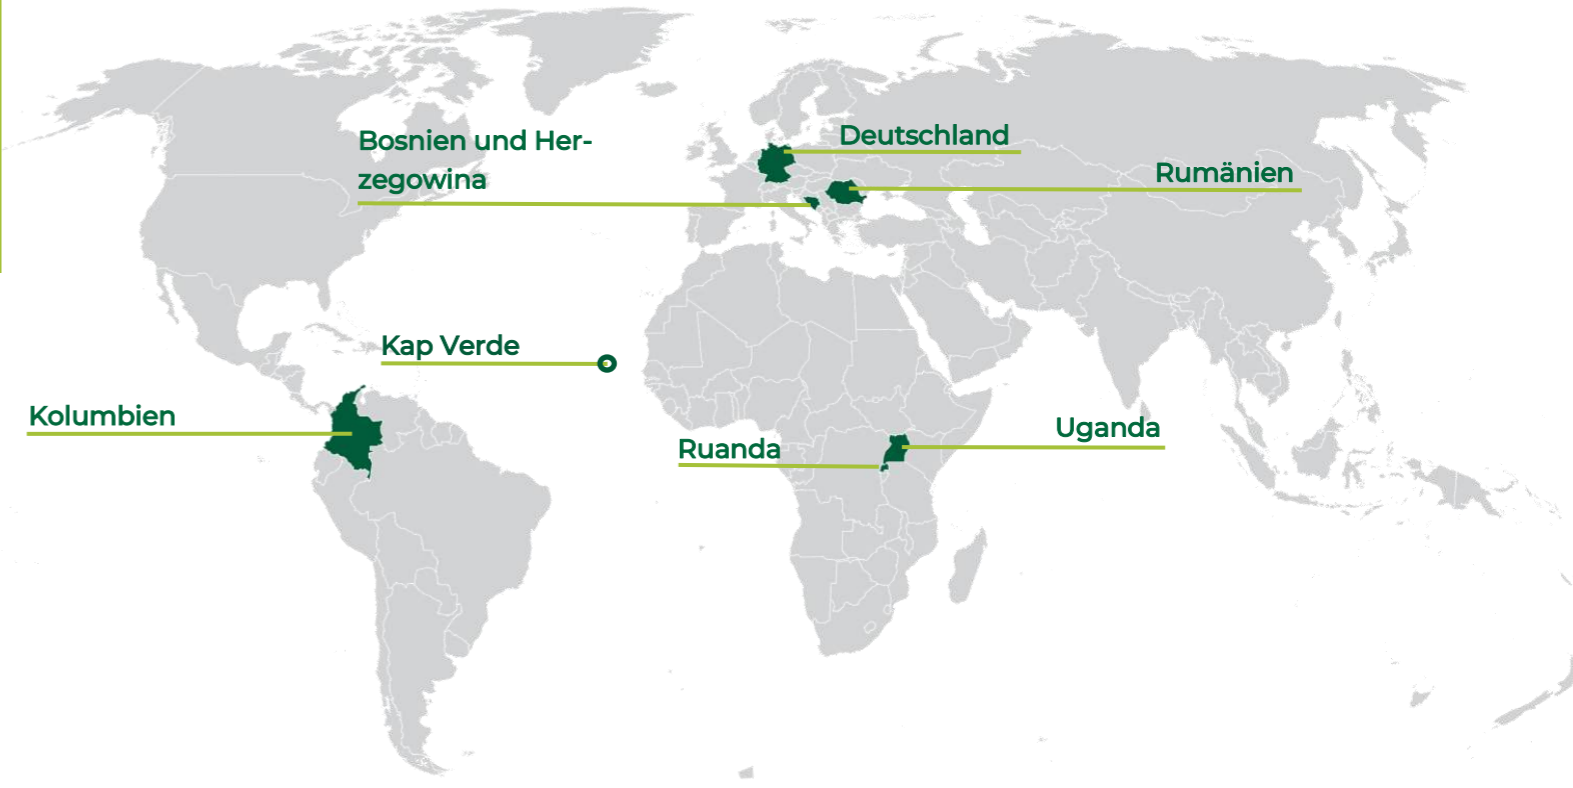 Bosnien und Her-
zegowina
Deutschland
Rumänien
Kap Verde
Kolumbien
Ruanda
Uganda